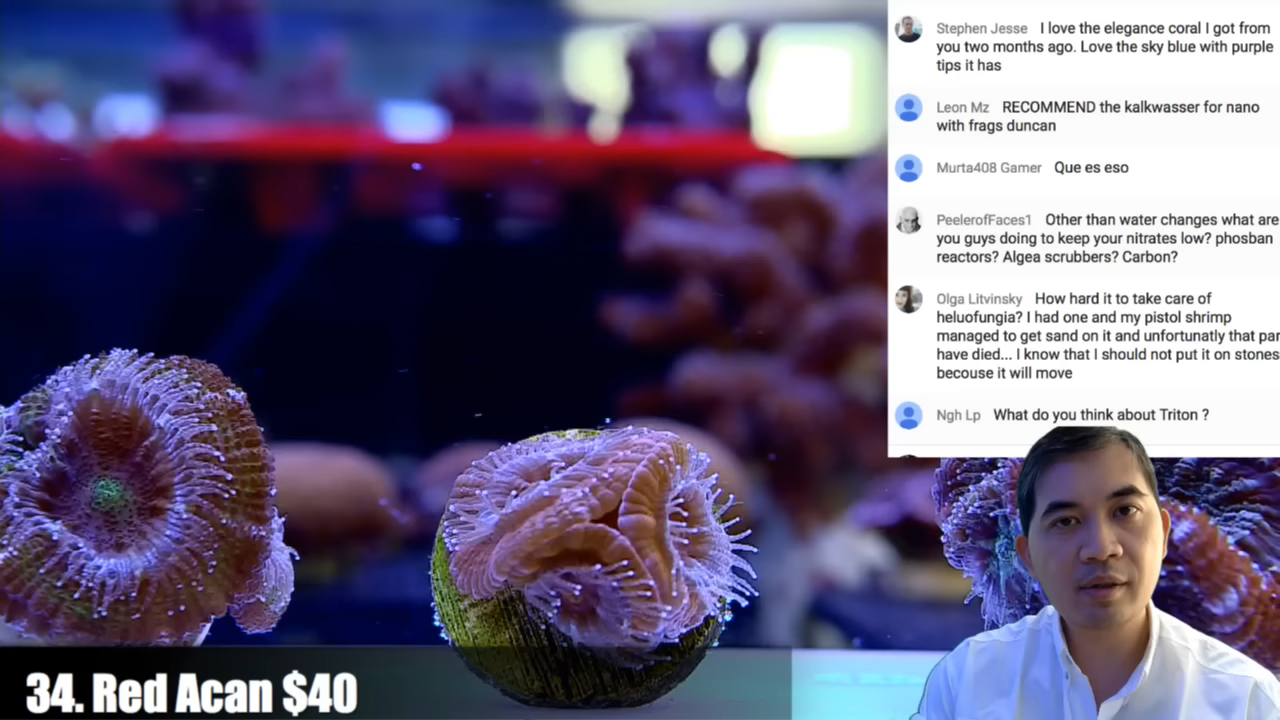 Stephen Jesse I love the elegance coral I got from
you two months ago. Love the sky blue with purple
tips it has
Leon Mz RECOMMEND the kalkwasser for nano
with frags duncan
Murta408 Gamer Que es eso
PeelerofFaces1 Other than water changes what are
you guys doing to keep your nitrates low? phosban
reactors? Algea scrubbers? Carbon?
Olga Litvinsky How hard it to take care of
heluofungia? I had one and my pistol shrimp
managed to get sand on it and unfortunatly that par
have died... I know that I should not put it on stones
becouse it will move
Ngh Lp What do you think about Triton ?
34. Red Acan $40